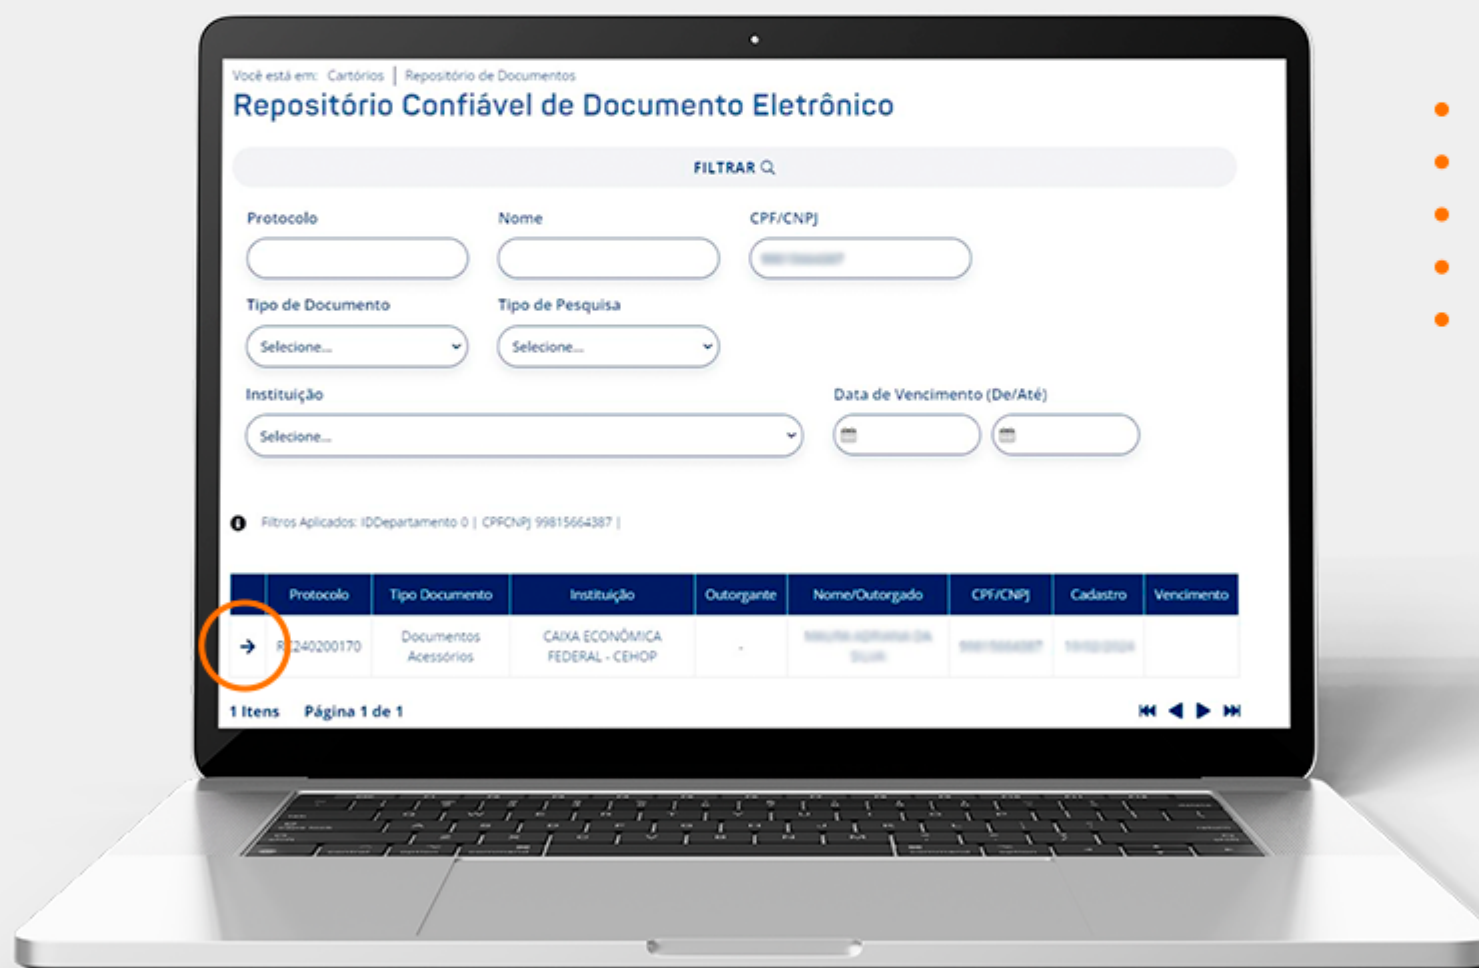 Você está em: Cartórios | Repositório de Documentos
Repositório Confiável de Documento Eletrônico
FILTRAR
Protocolo Nome CPF/CNPJ
Tipo de Documento Tipo de Pesquisa
Selecione... Selecione...
Instituição Data de Vencimento (De/Até)
Selecione...
Filtros Aplicados: IDDepartamento 0 | CPFCNPJ 99815664387 |
Protocolo Tipo Documento Instituição Outorgante Nome/Outorgado CPF/CNPJ Cadastro Vencimento
Documentos CAIXA ECONÔMICA
240200170 -
Acessórios FEDERAL - CEHOP
1 Itens Página 1 de 1